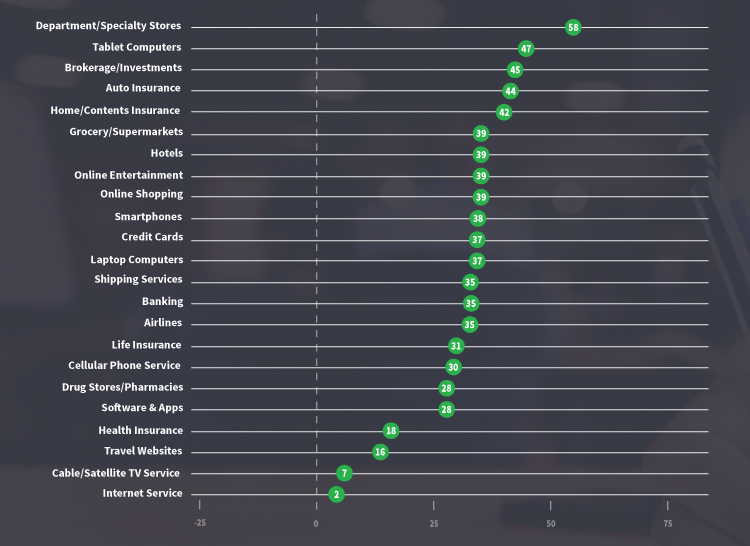 Department/Specialty Stores 58
Tablet Computers 47
Brokerage/Investments 45
Auto Insurance 44
Home/Contents Insurance 42
Grocery/Supermarkets 39
Hotels 39
Online Entertainment 39
Online Shopping 39
Smartphones 38
Credit Cards 37
Laptop Computers 37
Shipping Services 35
Banking 35
Airlines 35
Life Insurance 31
Cellular Phone Service 30
Drug Stores/Pharmacies 28
Software & Apps 28
Health Insurance 18
Travel Websites 16
Cable/Satellite TV Service 7
Internet Service 2
-25 0 25 50 75